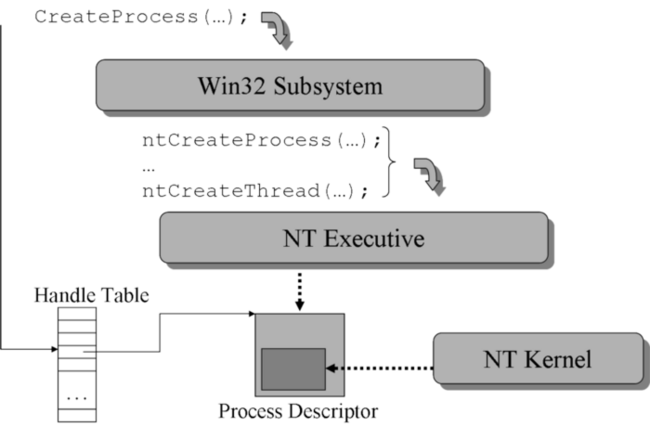 CreateProcess(…);
Win32 Subsystem
ntCreateProcess(…);
…
ntCreateThread(…);
NT Executive
Handle Table
...
NT Kernel
Process Descriptor